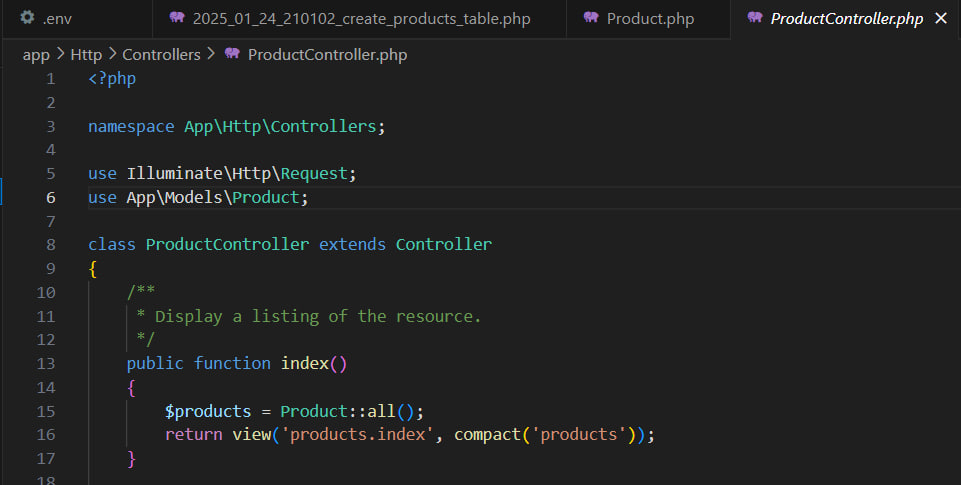 .env 2025_01_24_210102_create_products_table.php Product.php ProductController.php
app > Http > Controllers > ProductController.php
1 <?php
2
3 namespace App\Http\Controllers;
4
5 use Illuminate\Http\Request;
6 use App\Models\Product;
7
8 class ProductController extends Controller
9 {
10 /**
11 * Display a listing of the resource.
12 */
13 public function index()
14 {
15 $products = Product::all();
16 return view('products.index', compact('products'));
17 }
18